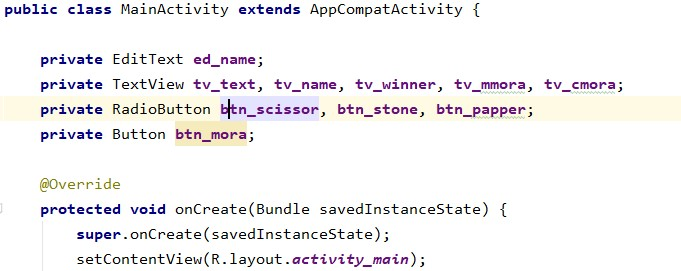 public class MainActivity extends AppCompatActivity {
private EditText ed_name;
private TextView tv_text, tv_name, tv_winner, tv_mmora, tv_cmora;
private RadioButton btn_scissor, btn_stone, btn_papper;
private Button btn_mora;
@Override
protected void onCreate(Bundle savedInstanceState) {
super.onCreate(savedInstanceState);
setContentView(R.layout.activity_main);